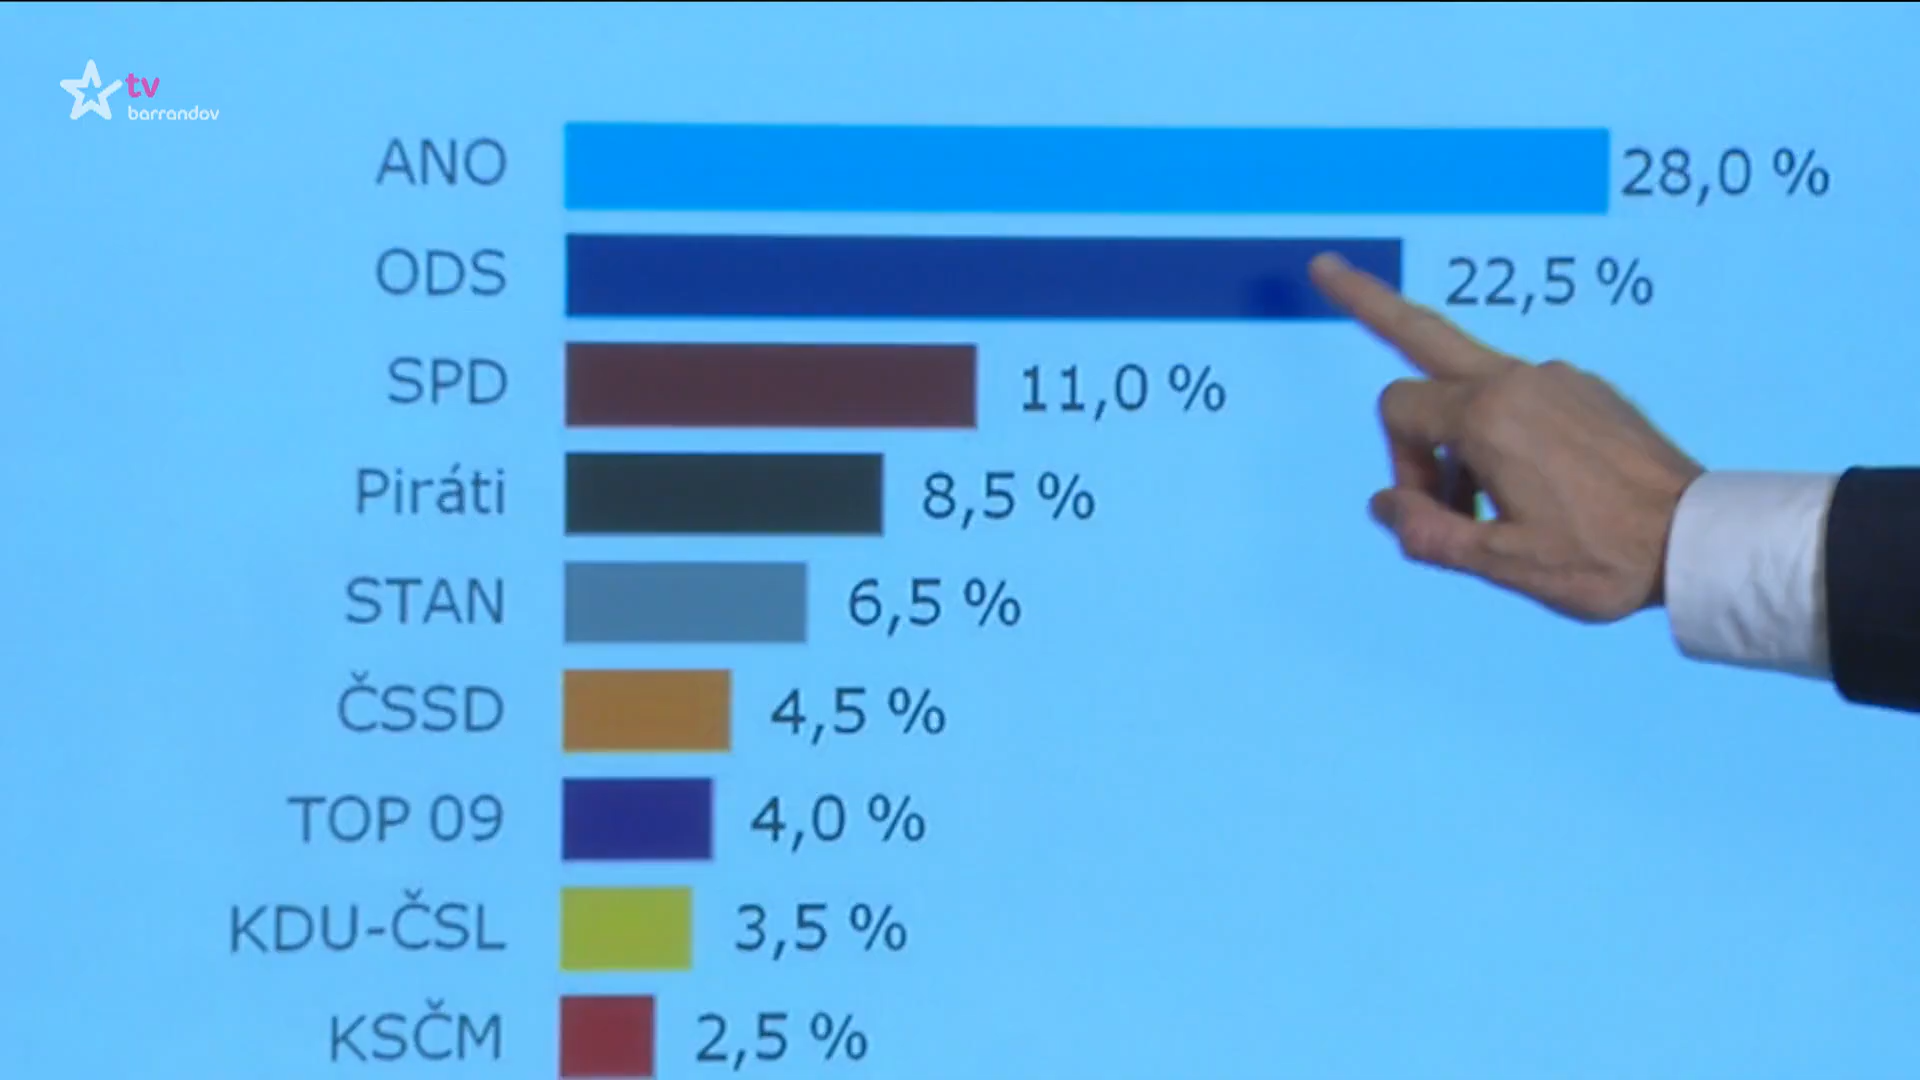 tv
barrandov
ANO 28,0 %
ODS 22,5 %
SPD 11,0 %
Piráti 8,5 %
STAN 6,5 %
ČSSD 4,5 %
TOP 09 4,0 %
KDU-ČSL 3,5 %
KSČM 2,5 %